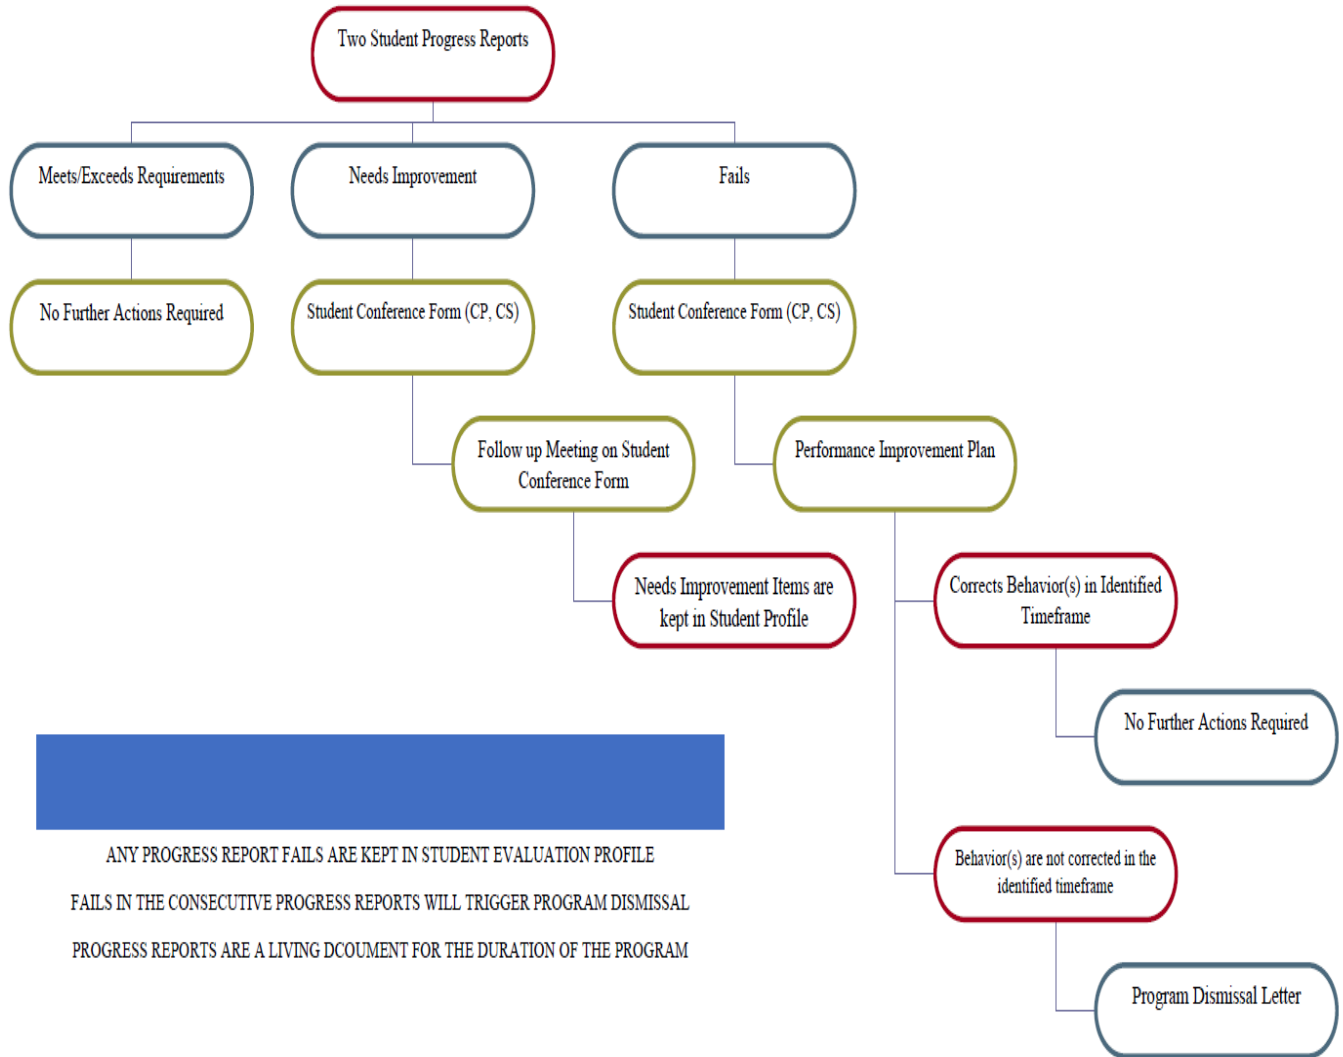 Two Student Progress Reports
Meets/Exceeds Requirements
Needs Improvement
Fails
No Further Actions Required
Student Conference Form (CP, CS)
Student Conference Form (CP, CS)
Follow up Meeting on Student
Conference Form
Performance Improvement Plan
Needs Improvement Items are
kept in Student Profile
Corrects Behavior(s) in Identified
Timeframe
No Further Actions Required
Behavior(s) are not corrected in the
identified timeframe
Program Dismissal Letter
ANY PROGRESS REPORT FAILS ARE KEPT IN STUDENT EVALUATION PROFILE
FAILS IN THE CONSECUTIVE PROGRESS REPORTS WILL TRIGGER PROGRAM DISMISSAL
PROGRESS REPORTS ARE A LIVING DCOUMENT FOR THE DURATION OF THE PROGRAM